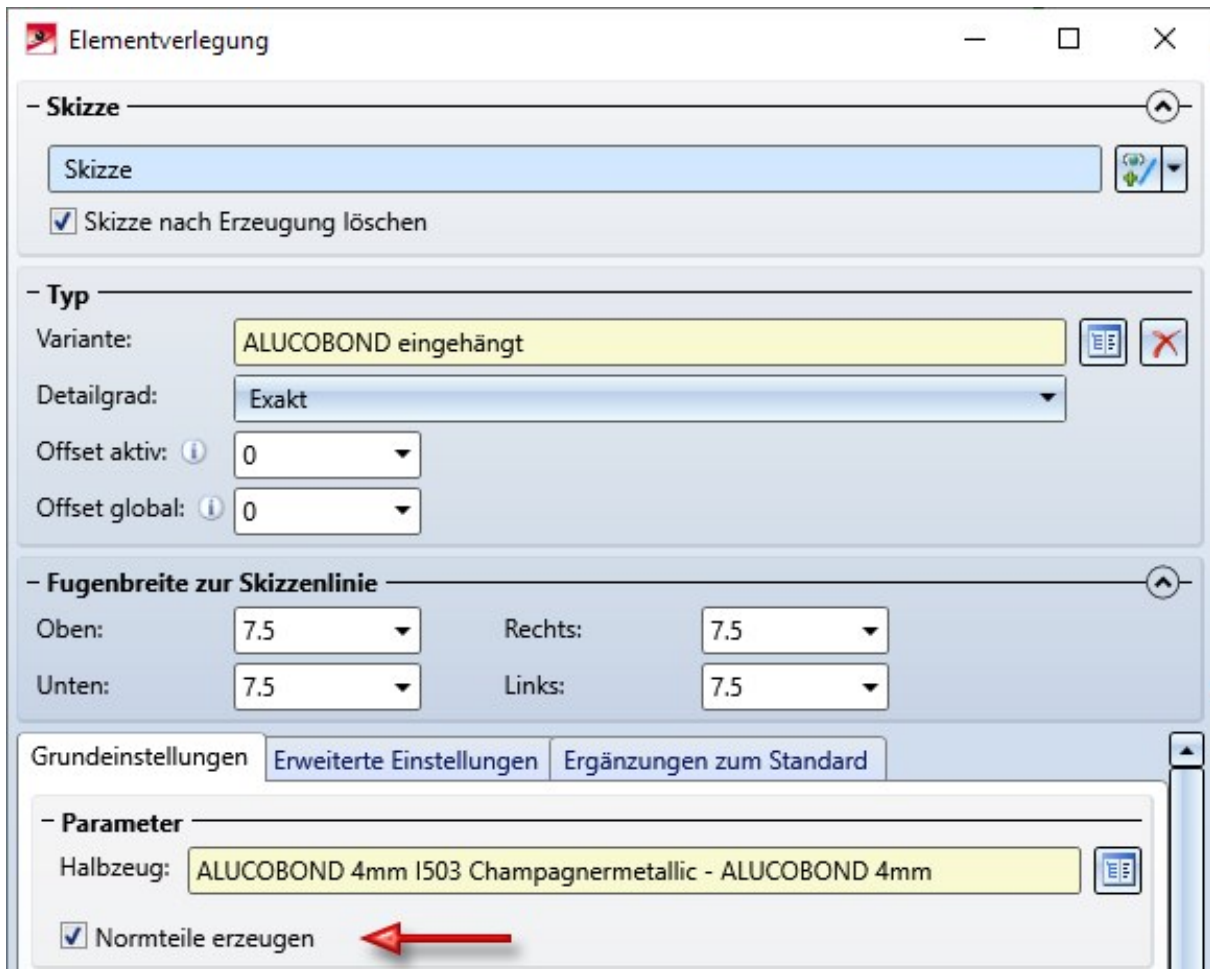 Elementverlegung
Skizze
Skizze
Skizze nach Erzeugung löschen
Typ
Variante: ALUCOBOND eingehängt
Detailgrad: Exakt
Offset aktiv: 0
Offset global: 0
Fugenbreite zur Skizzenlinie
Oben: 7.5 Rechts: 7.5
Unten: 7.5 Links: 7.5
Grundeinstellungen Erweiterte Einstellungen Ergänzungen zum Standard
Parameter
Halbzeug: ALUCOBOND 4mm I503 Champagnermetallic - ALUCOBOND 4mm
Normteile erzeugen